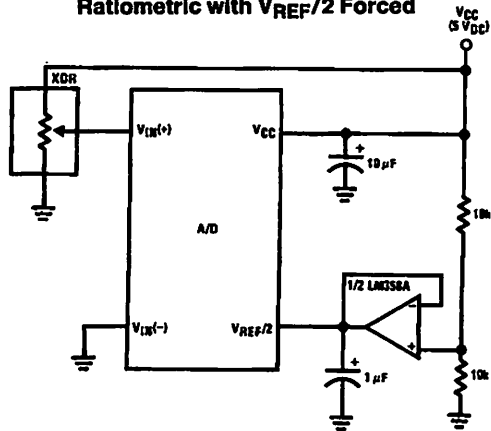 Ratiometric with VREF/2 Forced
VCC
(5 VDC)
XDR
VIN(+)
VCC
+
10 µF
A/D
10k
1/2 LM358A
-
VIN(-)
VREF/2
+
+
1 µF
10k